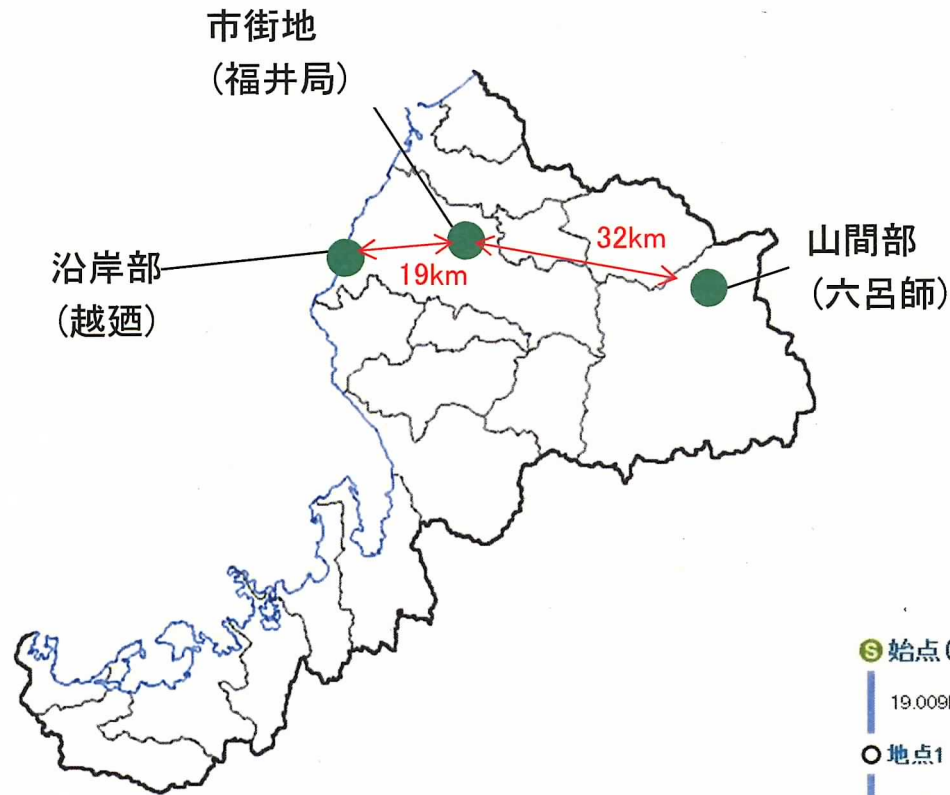 市街地
(福井局)
沿岸部
(越廼)
19km
32km
山間部
(六呂師)
S 始点
19.009
地点1